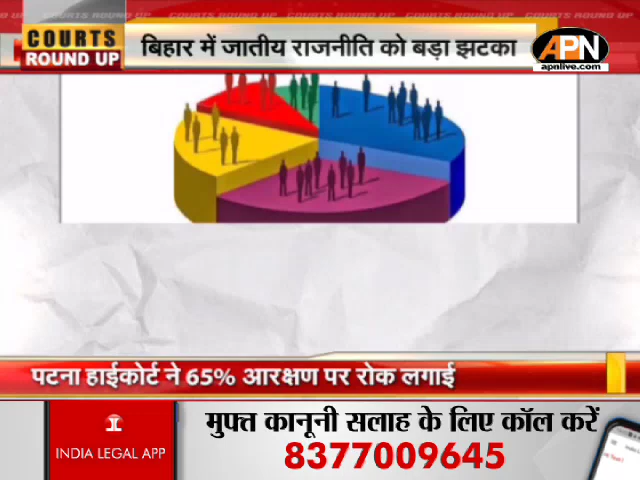 COURTS
ROUND UP
बिहार में जातीय राजनीति को बड़ा झटका
APN
apnlive.com
पटना हाईकोर्ट ने 65% आरक्षण पर रोक लगाई
INDIA LEGAL APP
मुफ्त कानूनी सलाह के लिए कॉल करें
8377009645